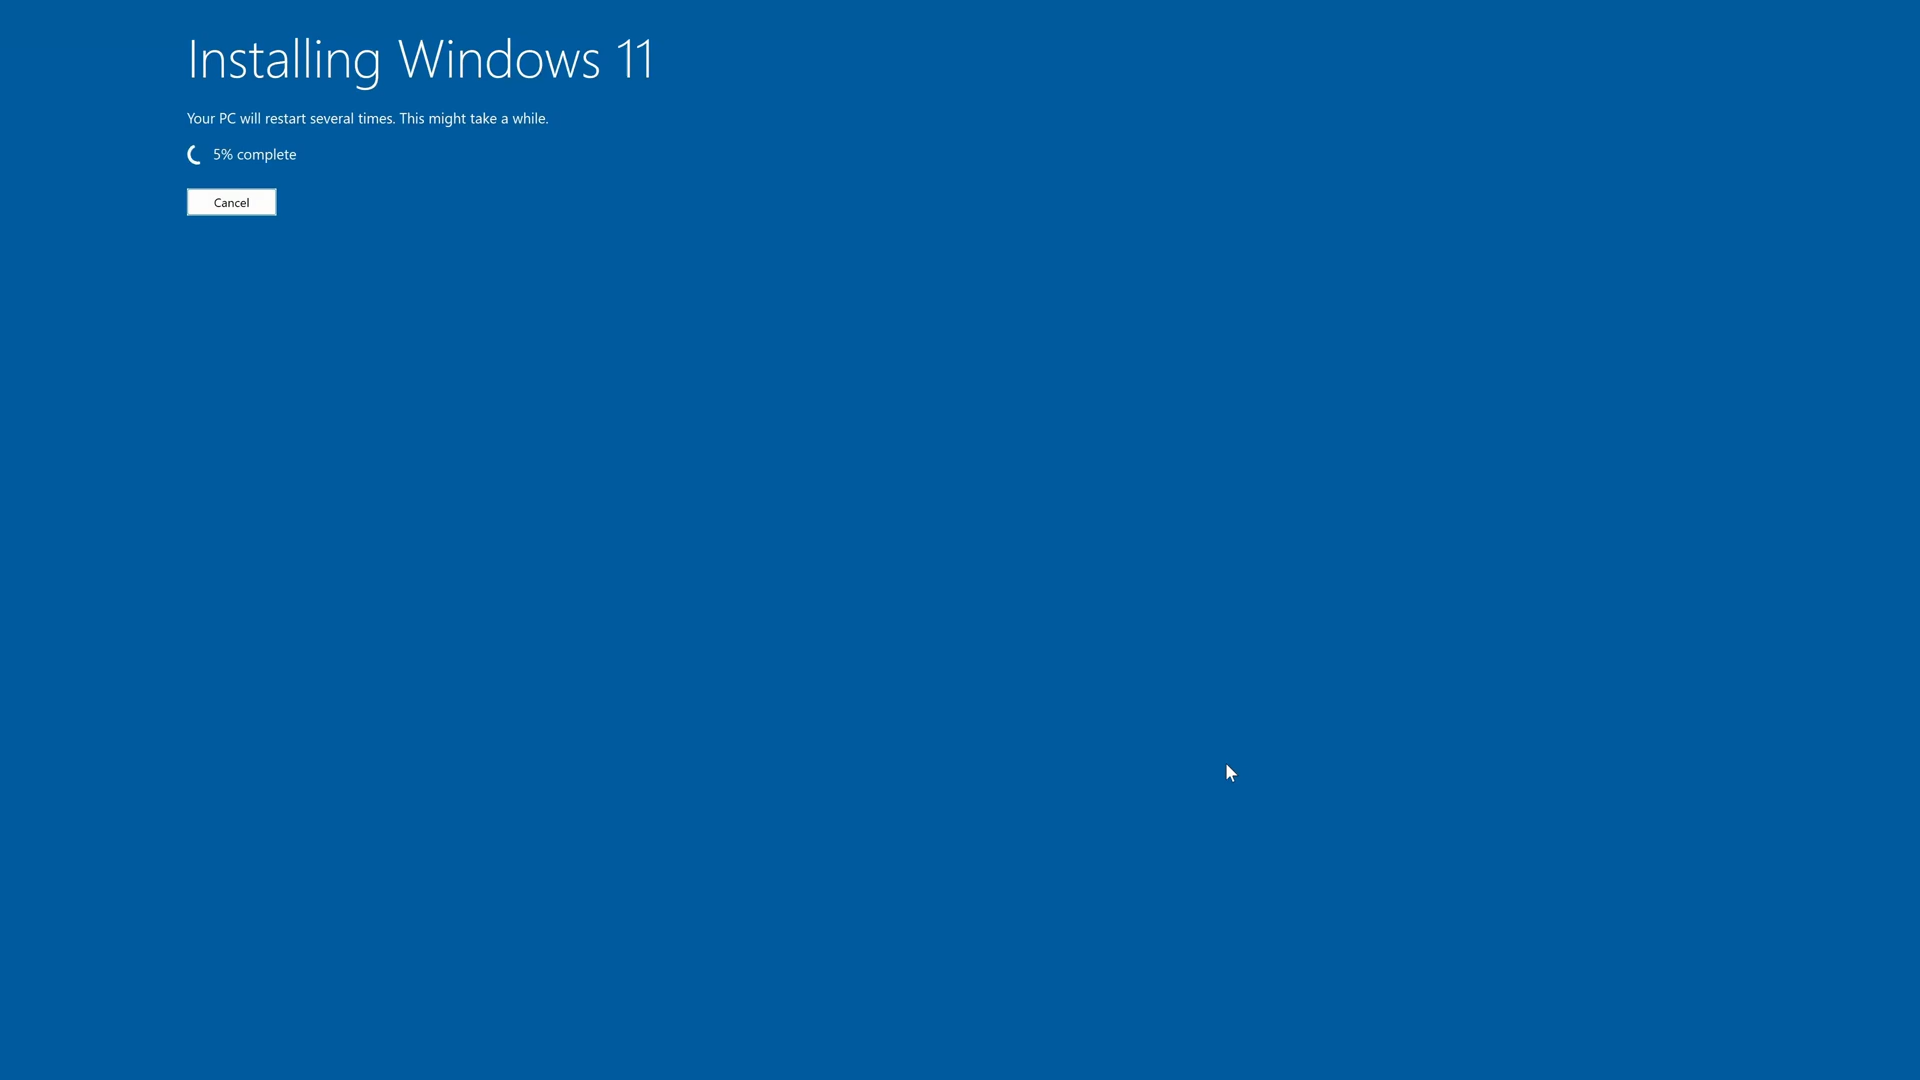 Installing Windows 11
Your PC will restart several times. This might take a while.
5% complete
Cancel